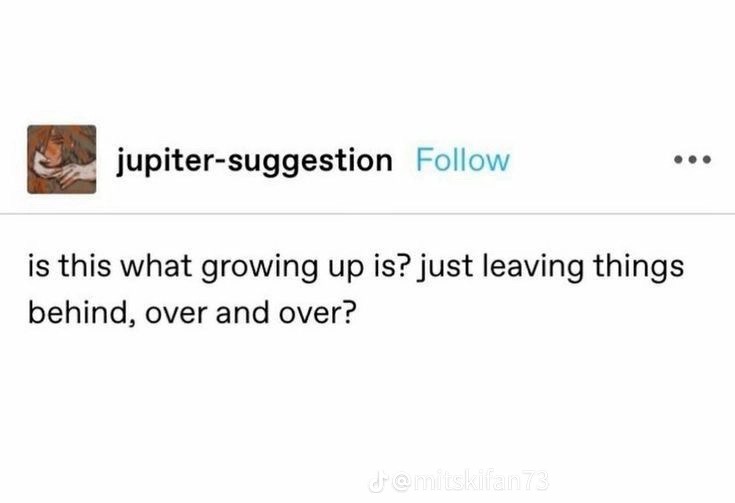 jupiter-suggestion Follow
is this what growing up is? just leaving things
behind, over and over?
@mitskifan73